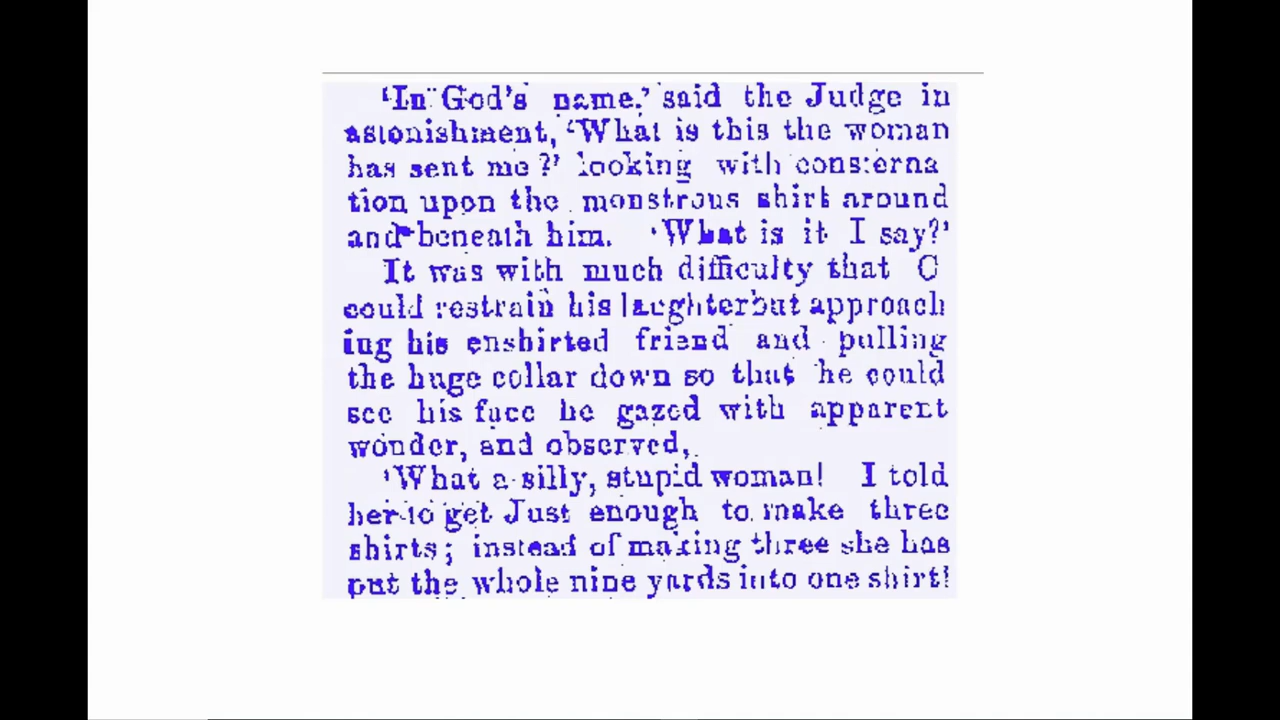 'In God's name,' said the Judge in
astonishment, 'What is this the woman
has sent me?' looking with consterna
tion upon the monstrous shirt around
and beneath him. 'What is it I say?'
It was with much difficulty that C
could restrain his laughter but approach
ing his enshirted friend and pulling
the huge collar down so that he could
see his face he gazed with apparent
wonder, and observed,
'What a silly, stupid woman! I told
her to get Just enough to make three
shirts; instead of making three she has
put the whole nine yards into one shirt!